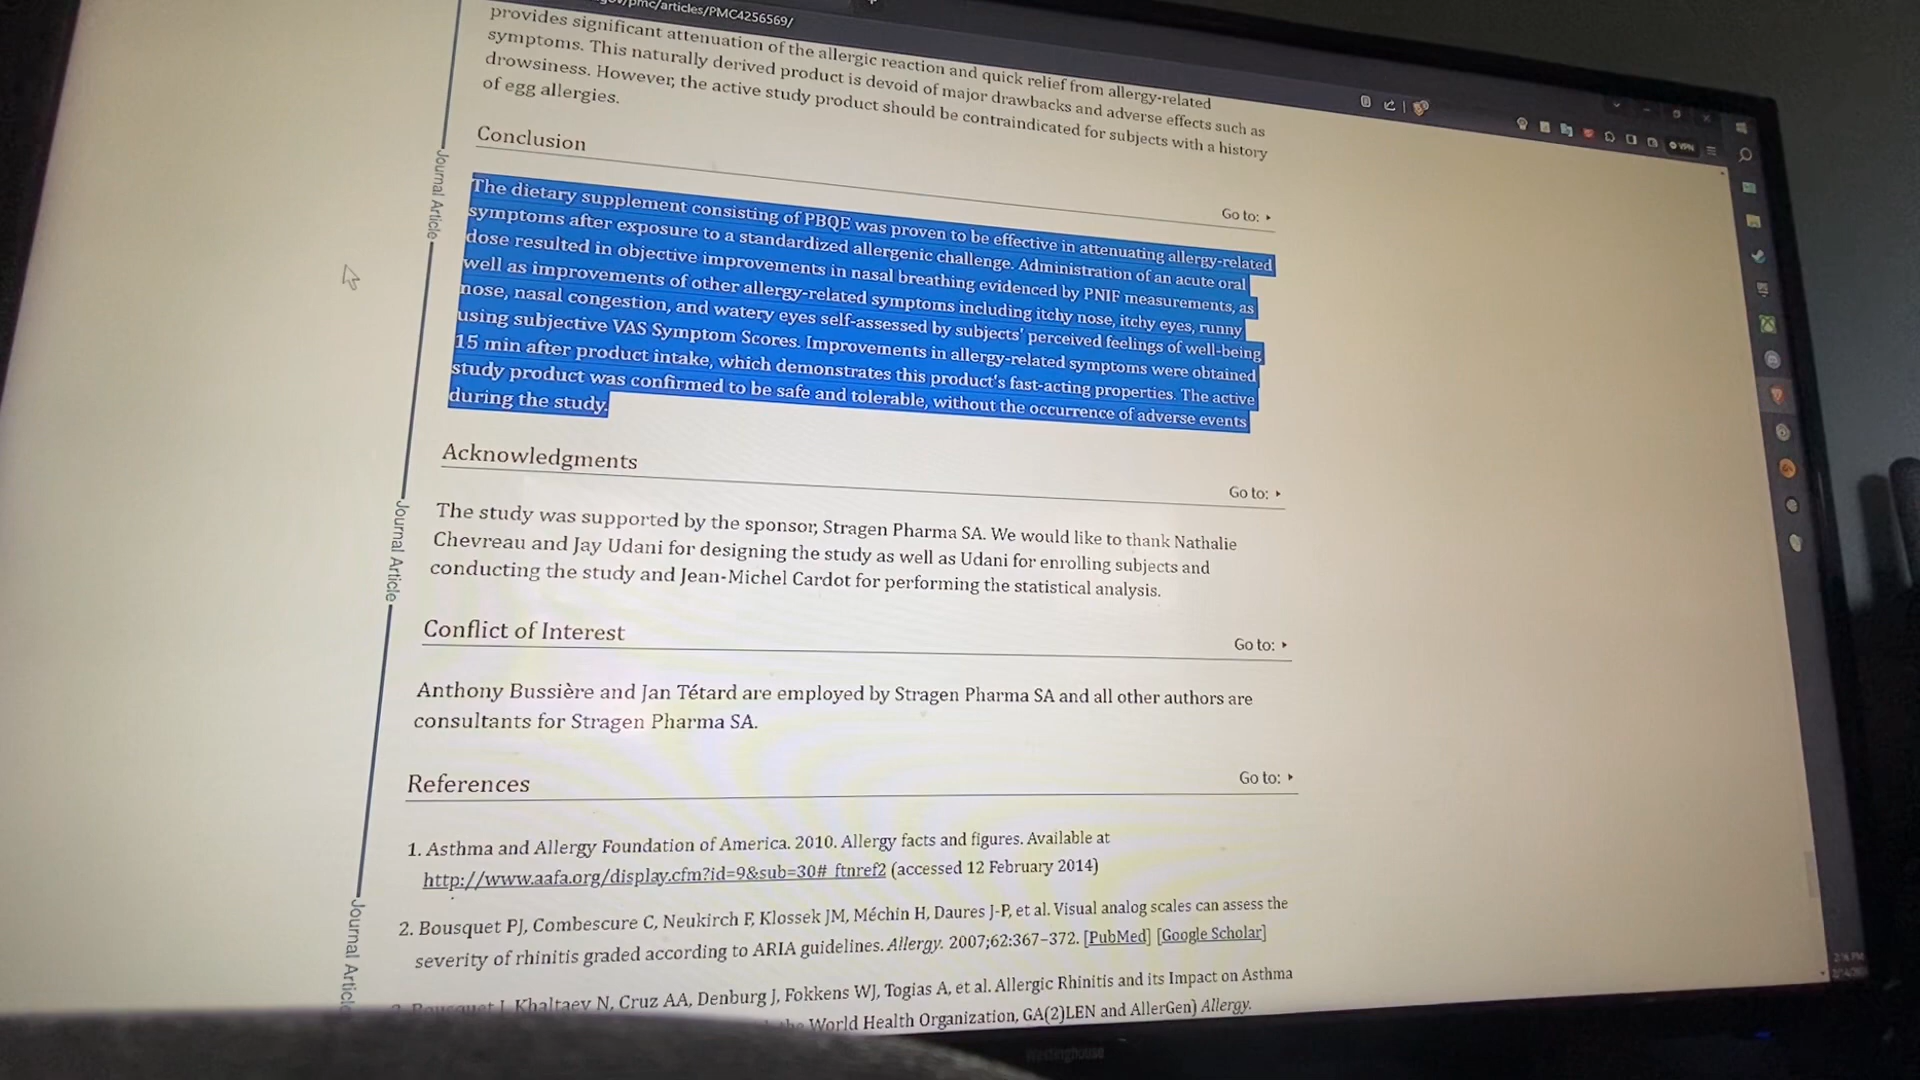 ov/pmc/articles/PMC4256569/
provides significant attenuation of the allergic reaction and quick relief from allergy-related
symptoms. This naturally derived product is devoid of major drawbacks and adverse effects such as
drowsiness. However, the active study product should be contraindicated for subjects with a history
of egg allergies.
Conclusion
Go to:
The dietary supplement consisting of PBQE was proven to be effective in attenuating allergy-related
symptoms after exposure to a standardized allergenic challenge. Administration of an acute oral
dose resulted in objective improvements in nasal breathing evidenced by PNIF measurements, as
well as improvements of other allergy-related symptoms including itchy nose, itchy eyes, runny
nose, nasal congestion, and watery eyes self-assessed by subjects' perceived feelings of well-being
using subjective VAS Symptom Scores. Improvements in allergy-related symptoms were obtained
15 min after product intake, which demonstrates this product's fast-acting properties. The active
study product was confirmed to be safe and tolerable, without the occurrence of adverse events
during the study.
Acknowledgments
Go to:
The study was supported by the sponsor, Stragen Pharma SA. We would like to thank Nathalie
Chevreau and Jay Udani for designing the study as well as Udani for enrolling subjects and
conducting the study and Jean-Michel Cardot for performing the statistical analysis.
Conflict of Interest
Go to:
Anthony Bussière and Jan Tétard are employed by Stragen Pharma SA and all other authors are
consultants for Stragen Pharma SA.
References
Go to:
1. Asthma and Allergy Foundation of America. 2010. Allergy facts and figures. Available at
http://www.aafa.org/display.cfm?id=9&sub=30#_ftnref2 (accessed 12 February 2014)
2. Bousquet PJ, Combescure C, Neukirch F, Klossek JM, Méchin H, Daures J-P, et al. Visual analog scales can assess the
severity of rhinitis graded according to ARIA guidelines. Allergy. 2007;62:367–372. [PubMed] [Google Scholar]
3. Bousquet J, Khaltaev N, Cruz AA, Denburg J, Fokkens WJ, Togias A, et al. Allergic Rhinitis and its Impact on Asthma
the World Health Organization, GA(2)LEN and AllerGen) Allergy.
Journal Article
Journal Article
Journal Article
VPN
Westinghouse